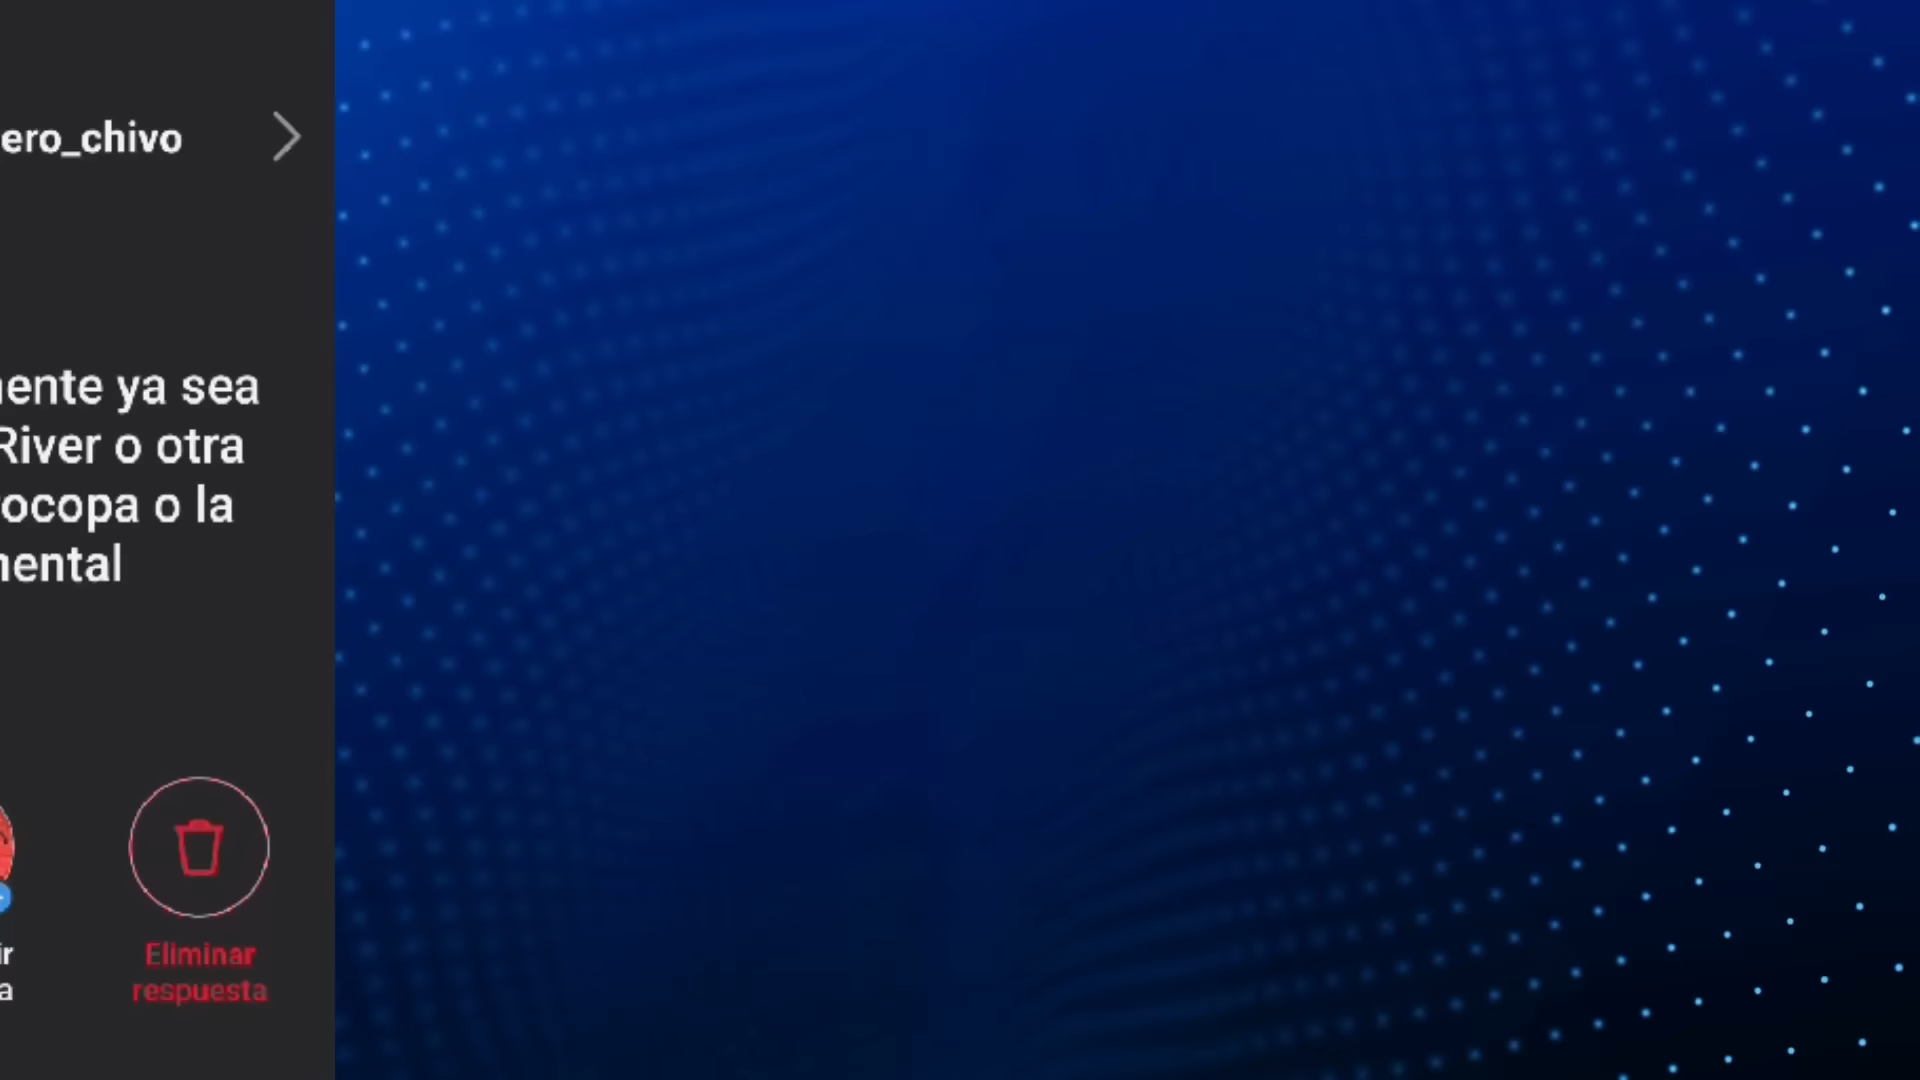 ero_chivo
ente ya sea
River o otra
ocopa o la
ental
ir
a
Eliminar
respuesta